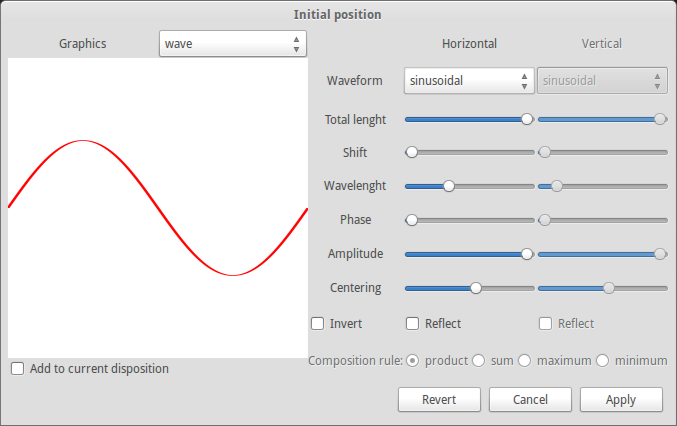 Initial position
Graphics wave Horizontal Vertical
Waveform sinusoidal sinusoidal
Total lenght
Shift
Wavelenght
Phase
Amplitude
Centering
Invert Reflect Reflect
Composition rule: product sum maximum minimum
Add to current disposition
Revert Cancel Apply